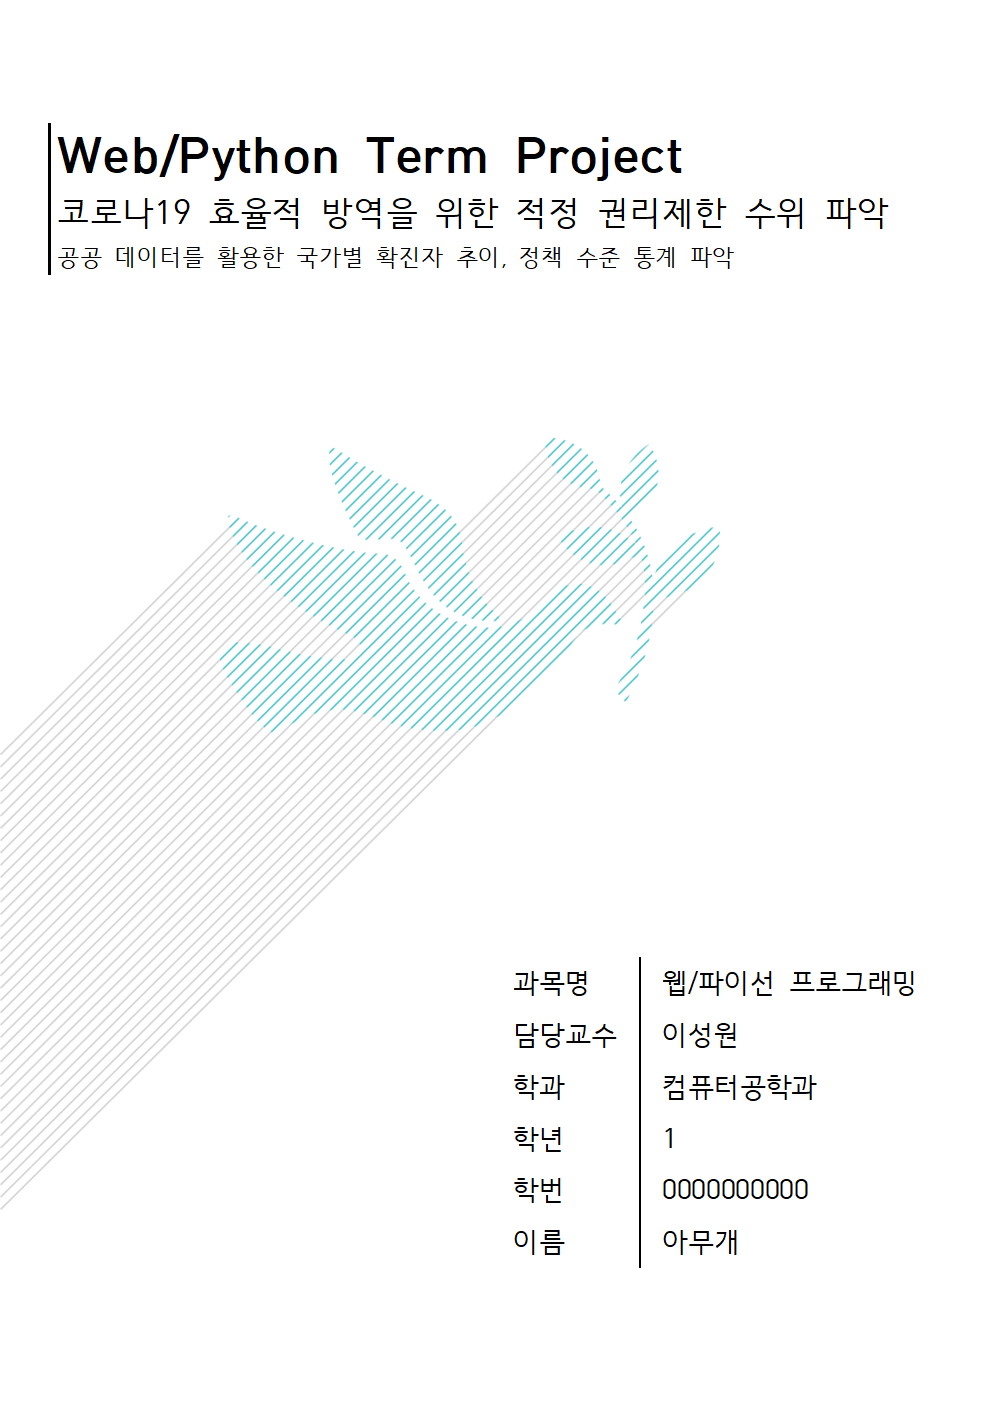 Web/Python Term Project
코로나19 효율적 방역을 위한 적정 권리제한 수위 파악
공공 데이터를 활용한 국가별 확진자 추이, 정책 수준 통계 파악
과목명 웹/파이선 프로그래밍
담당교수 이성원
학과 컴퓨터공학과
학년 1
학번 0000000000
이름 아무개